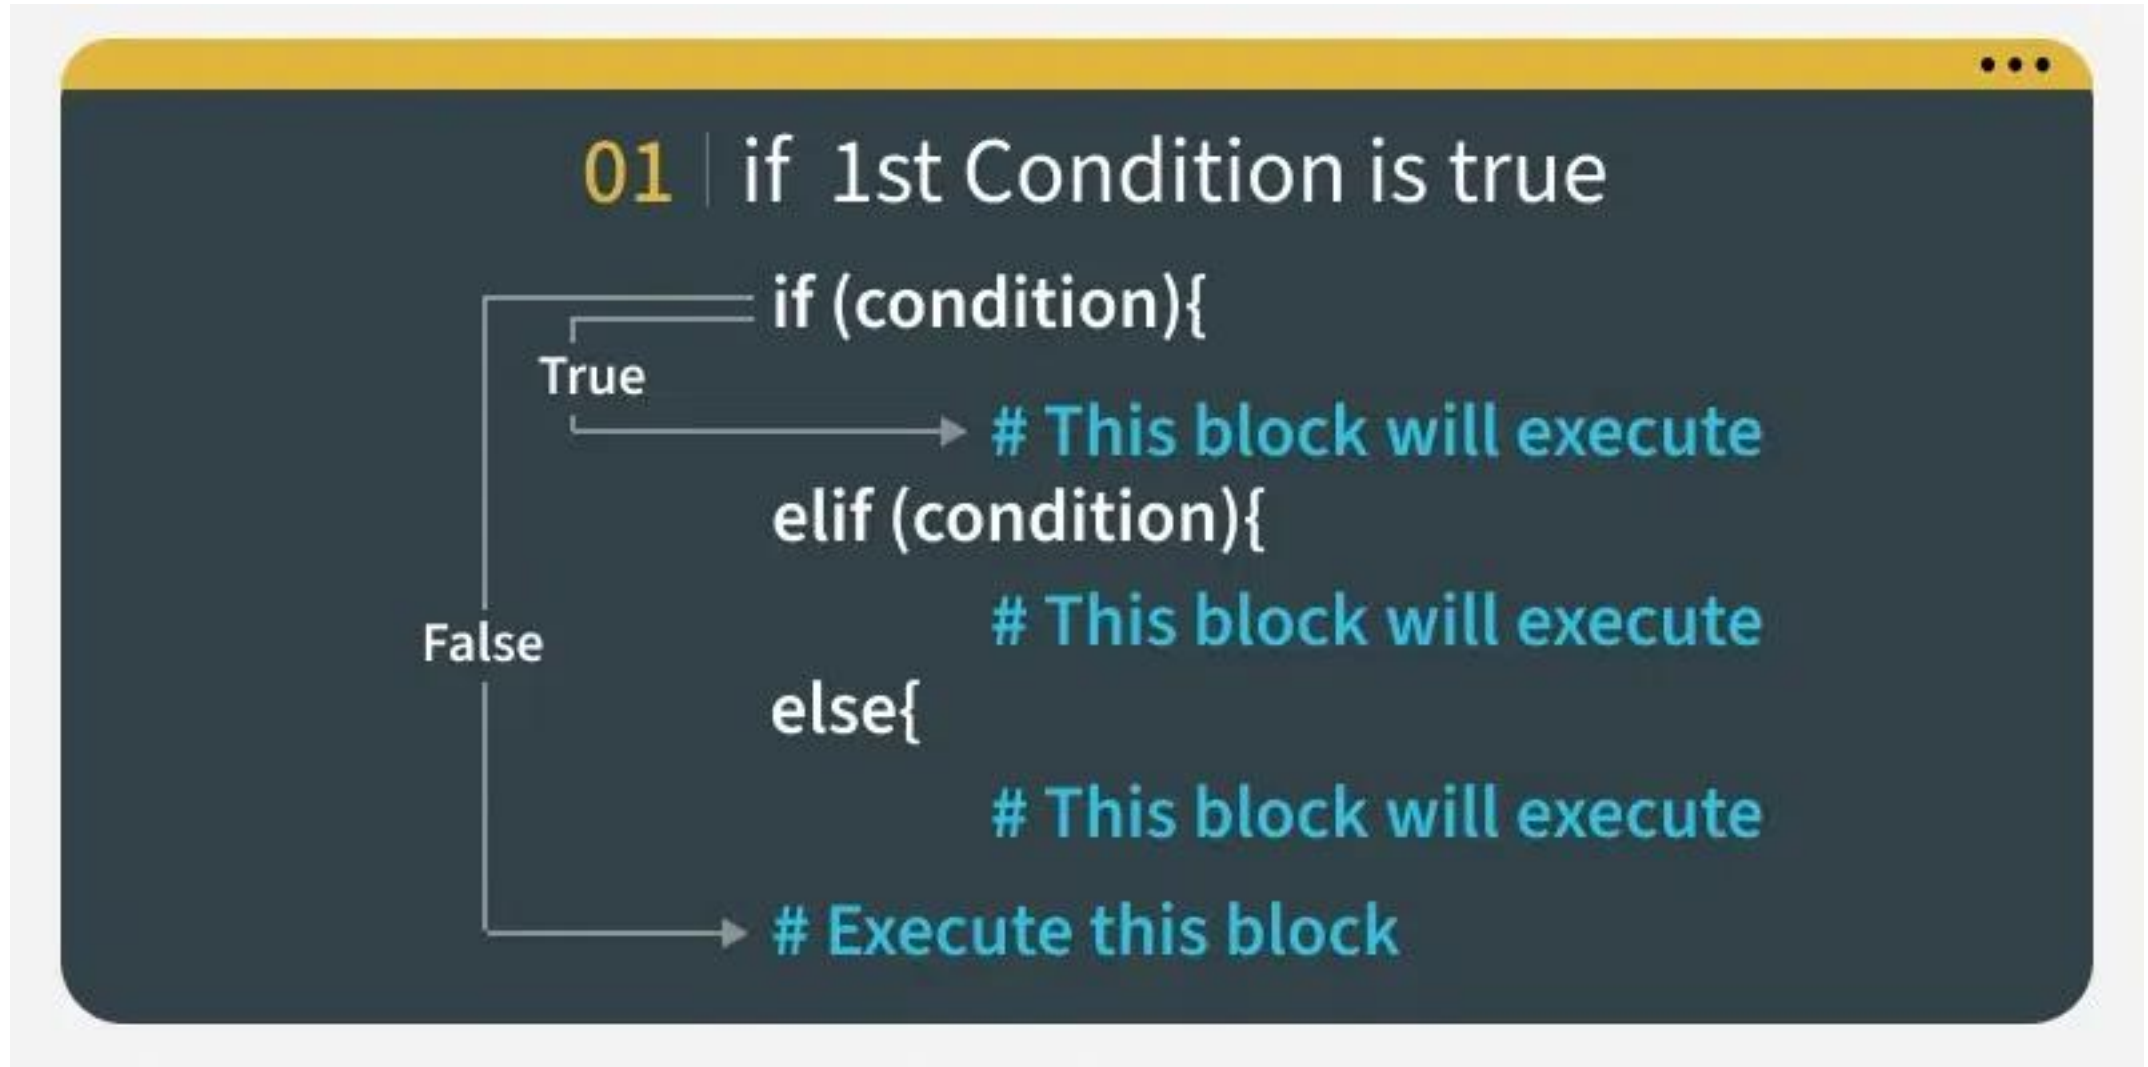 01 if 1st Condition is true
if (condition){
True
# This block will execute
elif (condition){
# This block will execute
False
else{
# This block will execute
# Execute this block